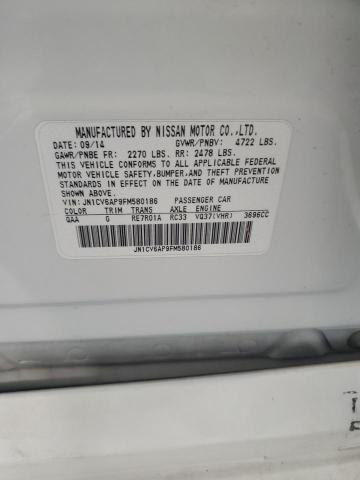 MANUFACTURED BY NISSAN MOTOR CO.,LTD.
DATE: 09/14 GVWR/PNBV: 4722 LBS.
GAWR/PNBE FR: 2270 LBS. RR: 2478 LBS.
THIS VEHICLE CONFORMS TO ALL APPLICABLE FEDERAL
MOTOR VEHICLE SAFETY,BUMPER,AND THEFT PREVENTION
STANDARDS IN EFFECT ON THE DATE OF MANUFACTURE
SHOWN ABOVE.
VIN: JN1CV6AP9FM580186 PASSENGER CAR
COLOR TRIM TRANS AXLE ENGINE
QAA G RE7R01A RC33 VQ37(VHR) 3696CC
JN1CV6AP9FM580186